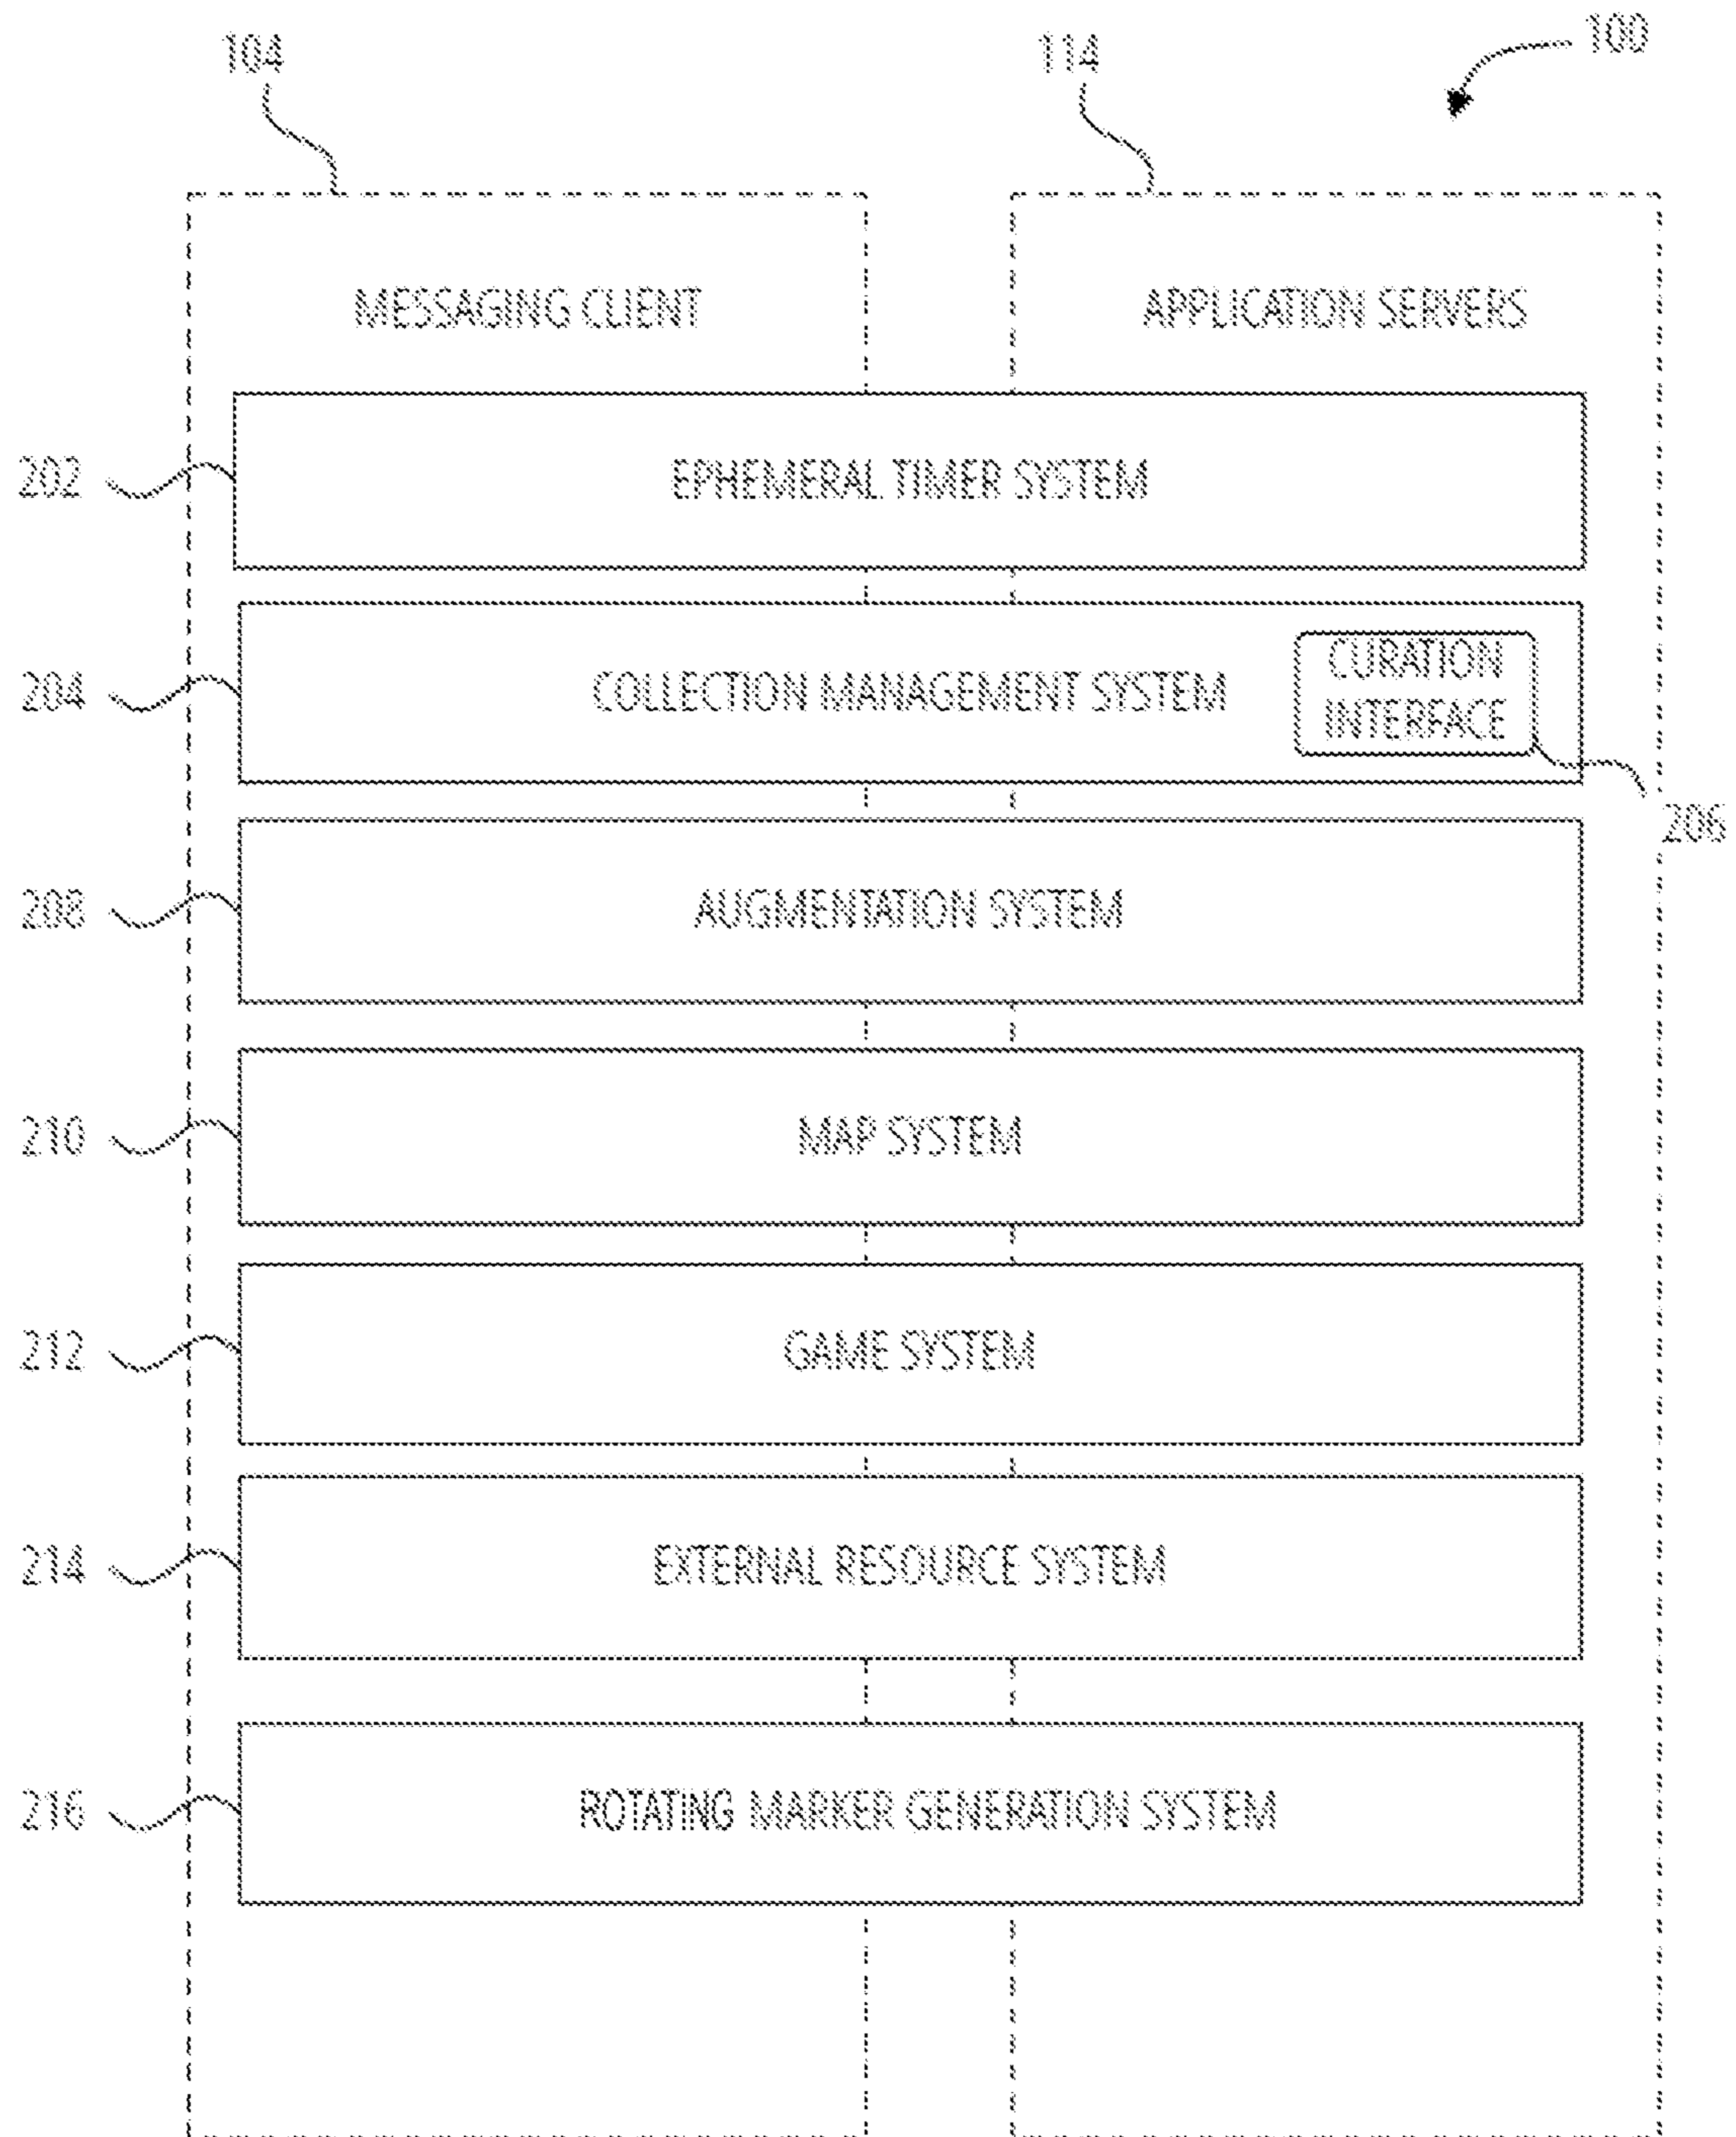 104
114
100
MESSAGING CLIENT
APPLICATION SERVERS
202
EPHEMERAL TIMER SYSTEM
204
COLLECTION MANAGEMENT SYSTEM
CURATION
INTERFACE
206
208
AUGMENTATION SYSTEM
210
MAP SYSTEM
212
GAME SYSTEM
214
EXTERNAL RESOURCE SYSTEM
216
ROTATING MARKER GENERATION SYSTEM